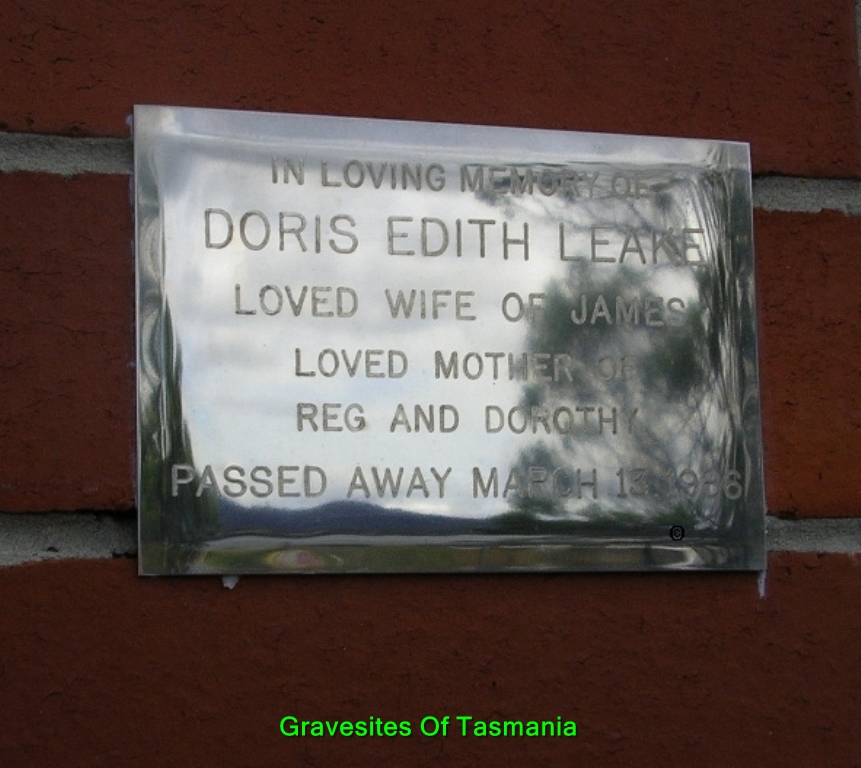 IN LOVING MEMORY OF
DORIS EDITH LEAKE
LOVED WIFE OF JAMES
LOVED MOTHER OF
REG AND DOROTHY
PASSED AWAY MARCH 13
©
Gravesites Of Tasmania